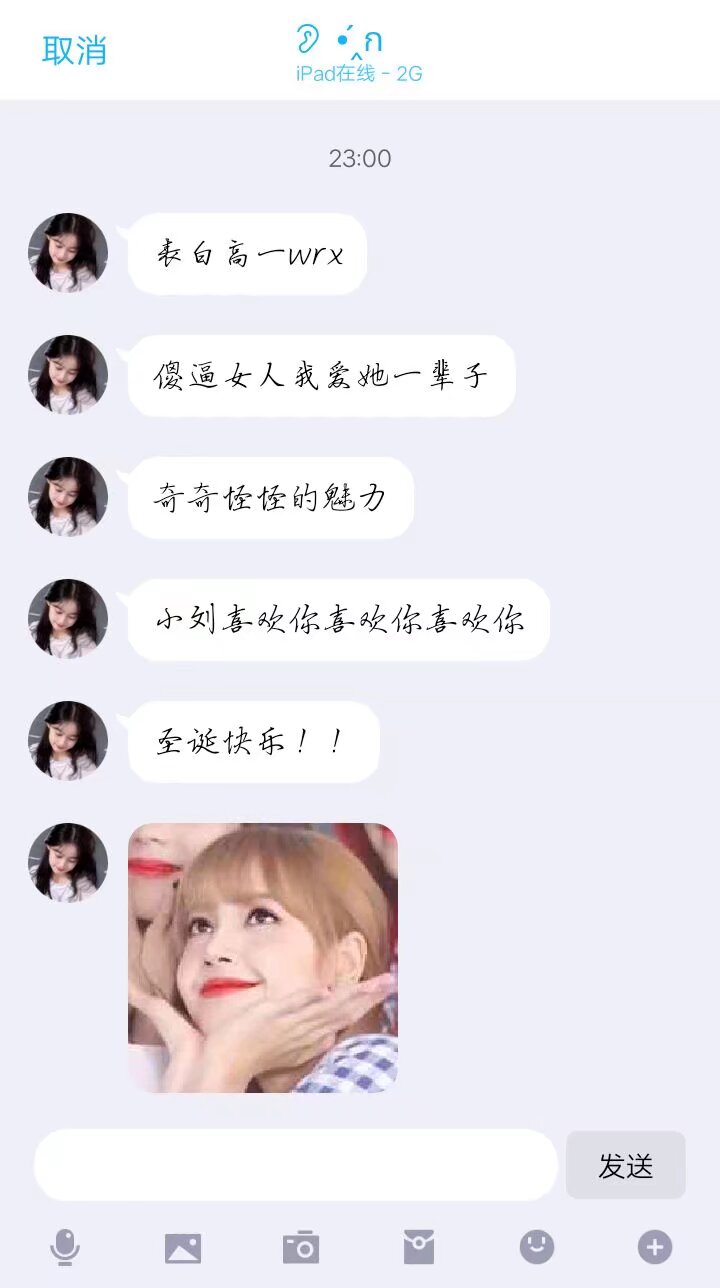 取消
iPad在线 - 2G
23:00
表白高一wrx
傻逼女人我爱她一辈子
奇奇怪怪的魅力
小刘喜欢你喜欢你喜欢你
圣诞快乐！！
发送